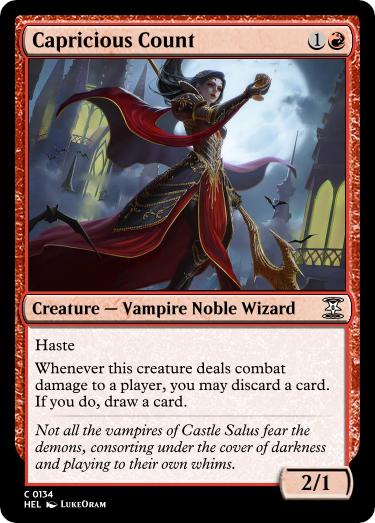 Capricious Count 1
Creature — Vampire Noble Wizard
Haste
Whenever this creature deals combat
damage to a player, you may discard a card.
If you do, draw a card.
Not all the vampires of Castle Salus fear the
demons, consorting under the cover of darkness
and playing to their own whims.
2/1
C 0134
HEL LukeOram